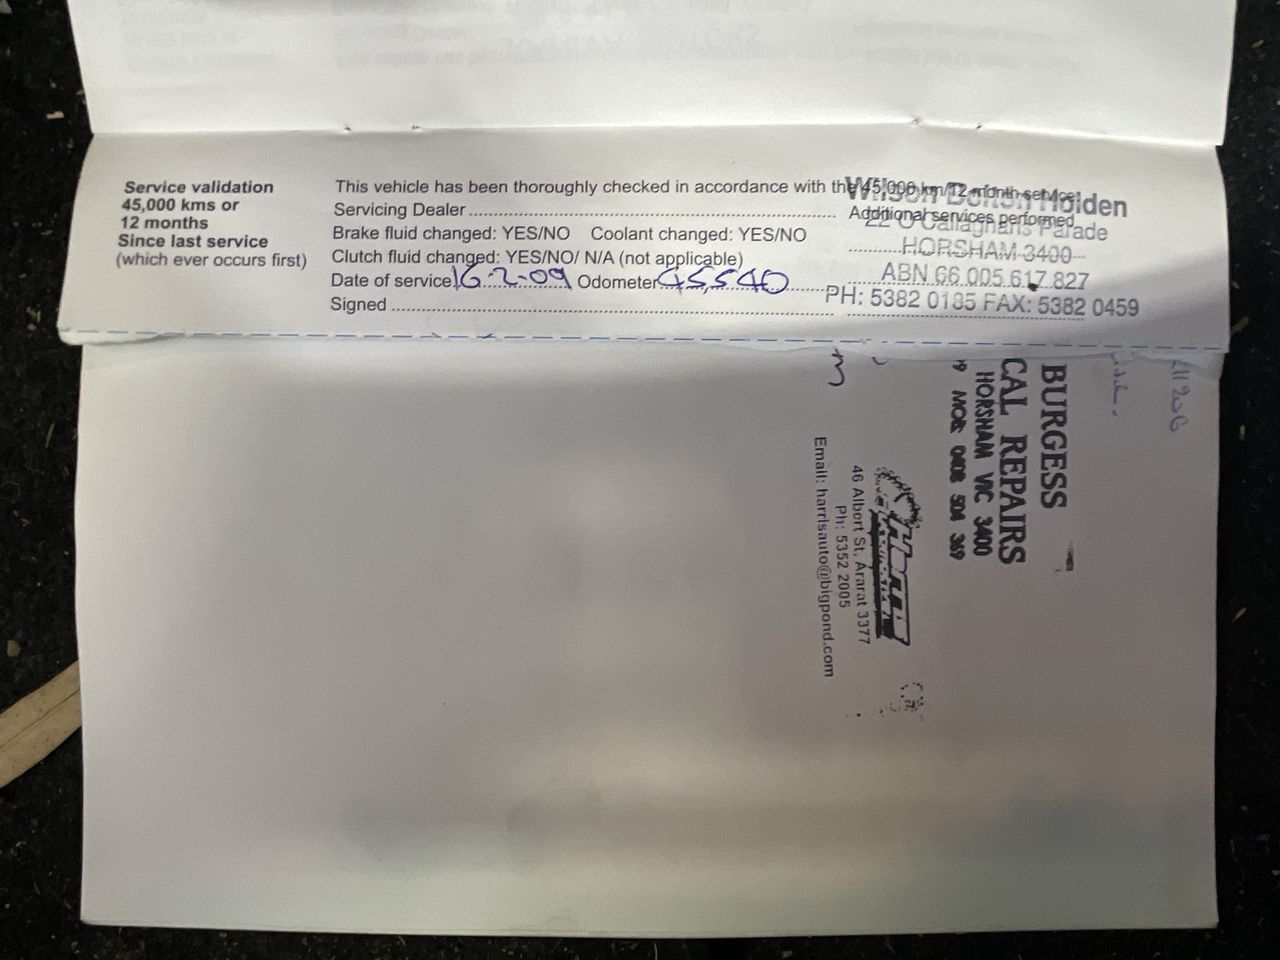 Service validation
45,000 kms or
12 months
Since last service
(which ever occurs first)
This vehicle has been thoroughly checked in accordance with the 45,000 km/12-month service
Servicing Dealer
Additional services performed
Brake fluid changed: YES/NO Coolant changed: YES/NO
Clutch fluid changed: YES/NO/ N/A (not applicable)
Date of service 16-2-09 Odometer 45,540
Signed
Holden
22 O'Callaghans Parade
HORSHAM 3400
ABN 66 005 617 827
PH: 5382 0185 FAX: 5382 0459
BURGESS
CAL REPAIRS
HORSHAM VIC 3400
9 MOB: 0408 504 369
46 Albert St, Ararat 3377
Ph: 5352 2005
Email: harrisauto@bigpond.com